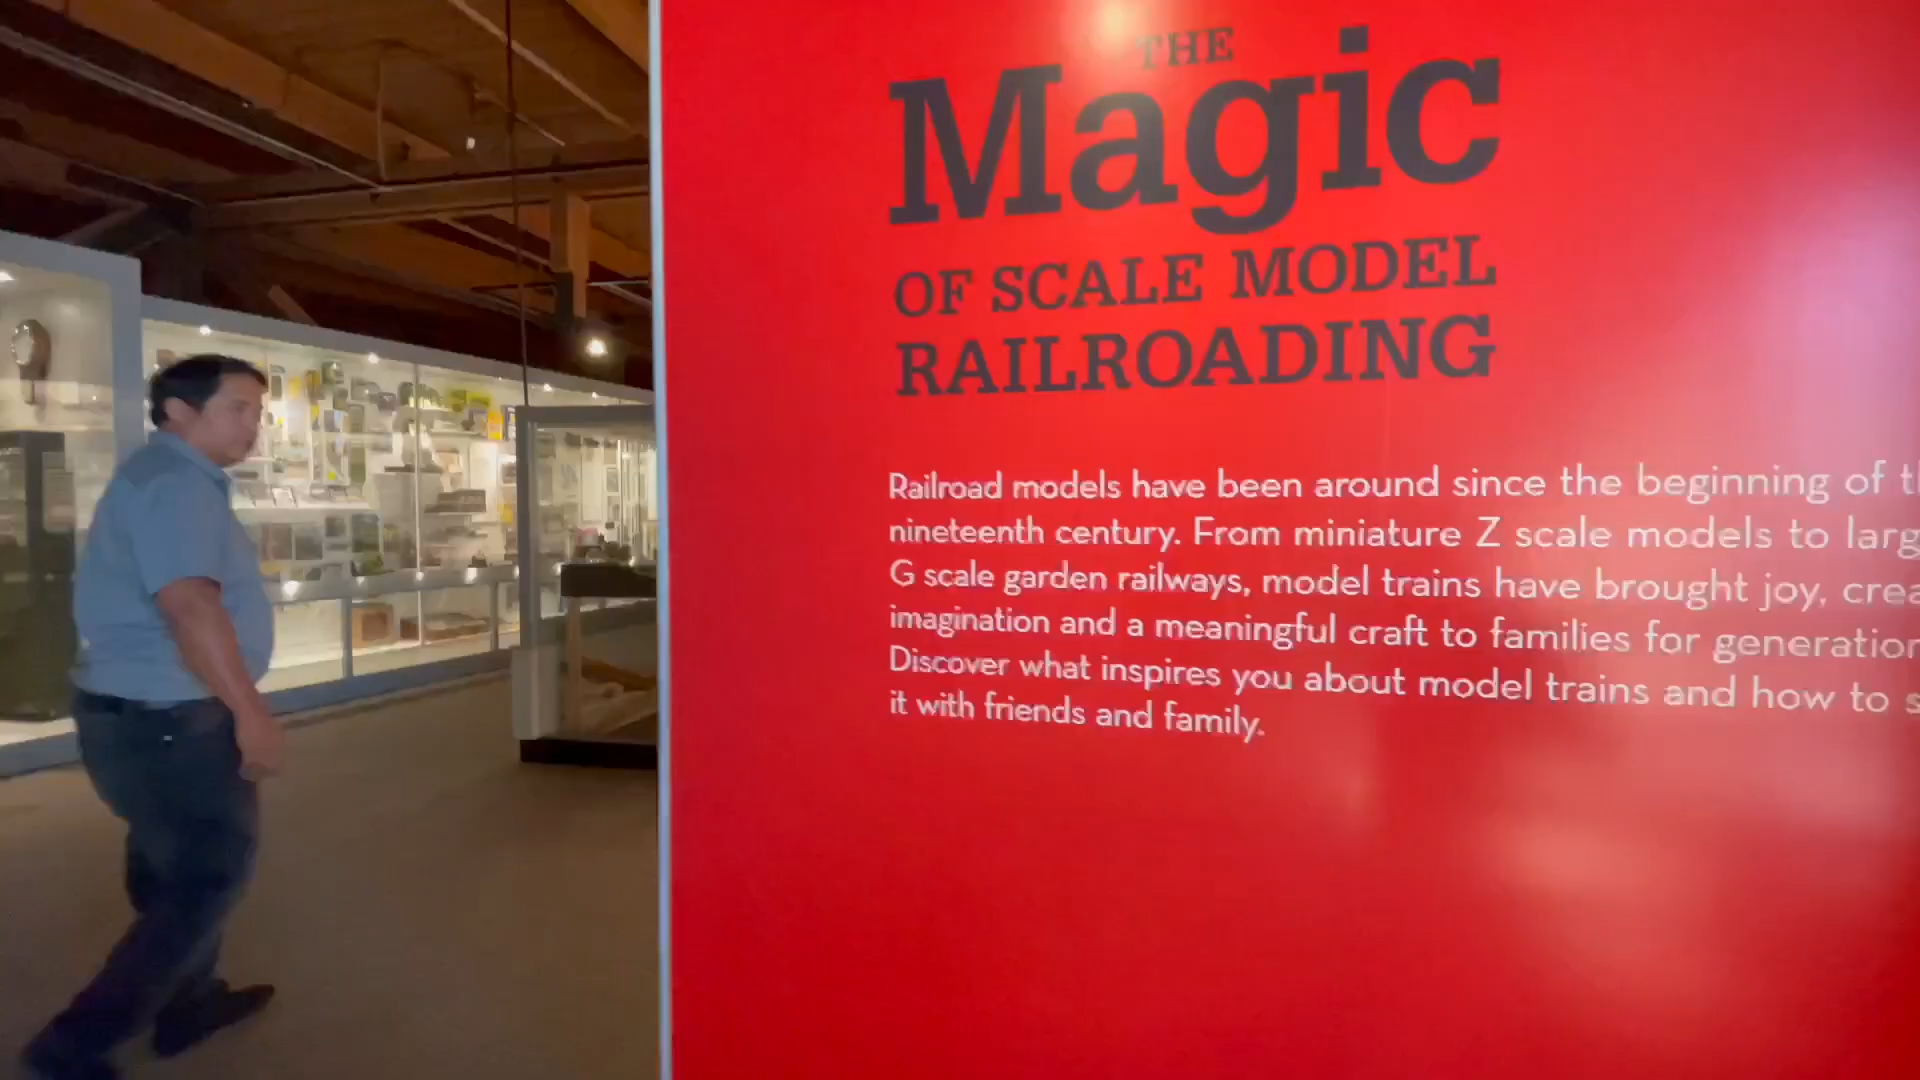 THE
Magic
OF SCALE MODEL
RAILROADING
Railroad models have been around since the beginning of
nineteenth century. From miniature Z scale models to
G scale garden railways, model trains have brought joy,
imagination and a meaningful craft to families for
Discover what inspires you about model trains and how to
it with friends and family.